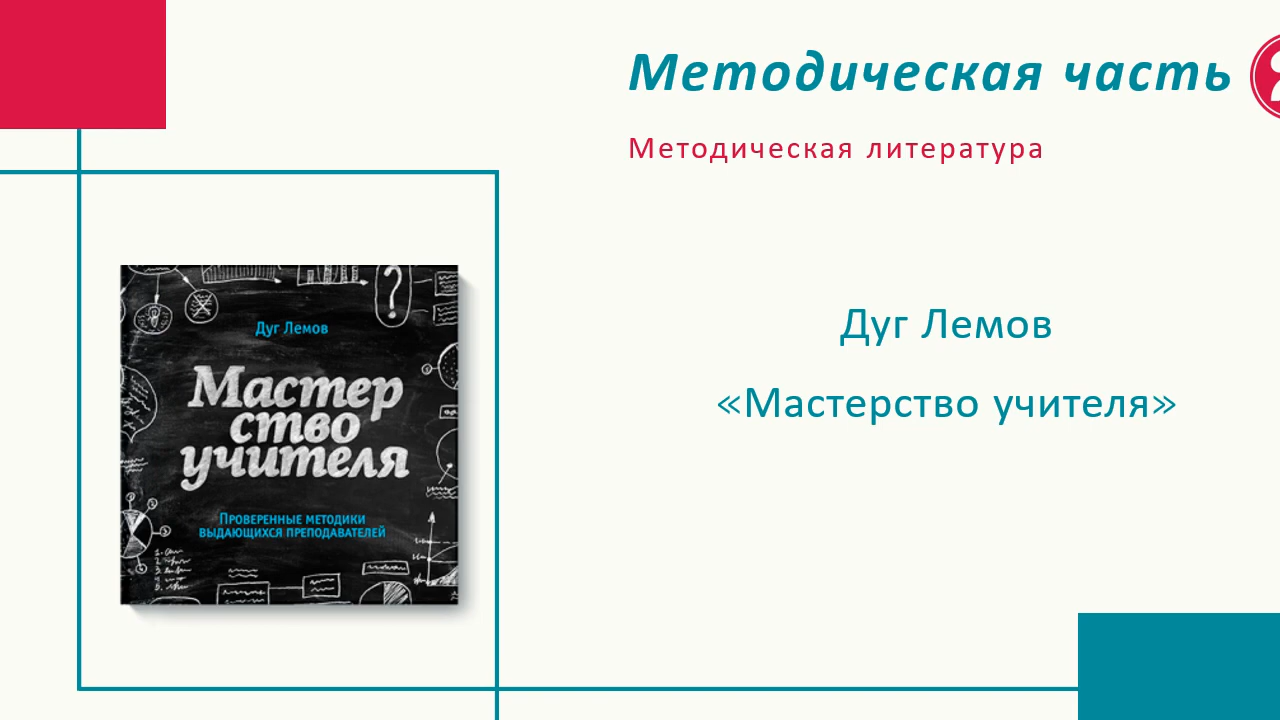 Методическая часть
Методическая литература
Дуг Лемов
Мастер
ство
учителя
Проверенные методики
выдающихся преподавателей
Дуг Лемов
«Мастерство учителя»